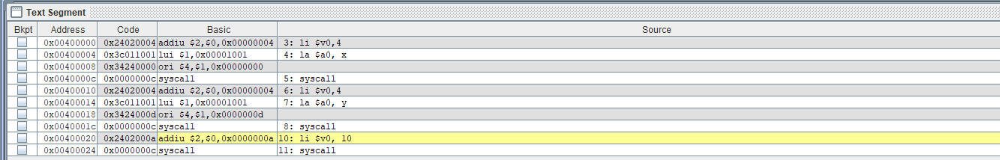 Text Segment
Bkpt Address Code Basic Source
0x00400000 0x24020004 addiu $2,$0,0x00000004 3: li $v0,4
0x00400004 0x3c011001 lui $1,0x00001001 4: la $a0, x
0x00400008 0x34240000 ori $4,$1,0x00000000
0x0040000c 0x0000000c syscall 5: syscall
0x00400010 0x24020004 addiu $2,$0,0x00000004 6: li $v0,4
0x00400014 0x3c011001 lui $1,0x00001001 7: la $a0, y
0x00400018 0x3424000d ori $4,$1,0x0000000d
0x0040001c 0x0000000c syscall 8: syscall
0x00400020 0x2402000a addiu $2,$0,0x0000000a 10: li $v0, 10
0x00400024 0x0000000c syscall 11: syscall